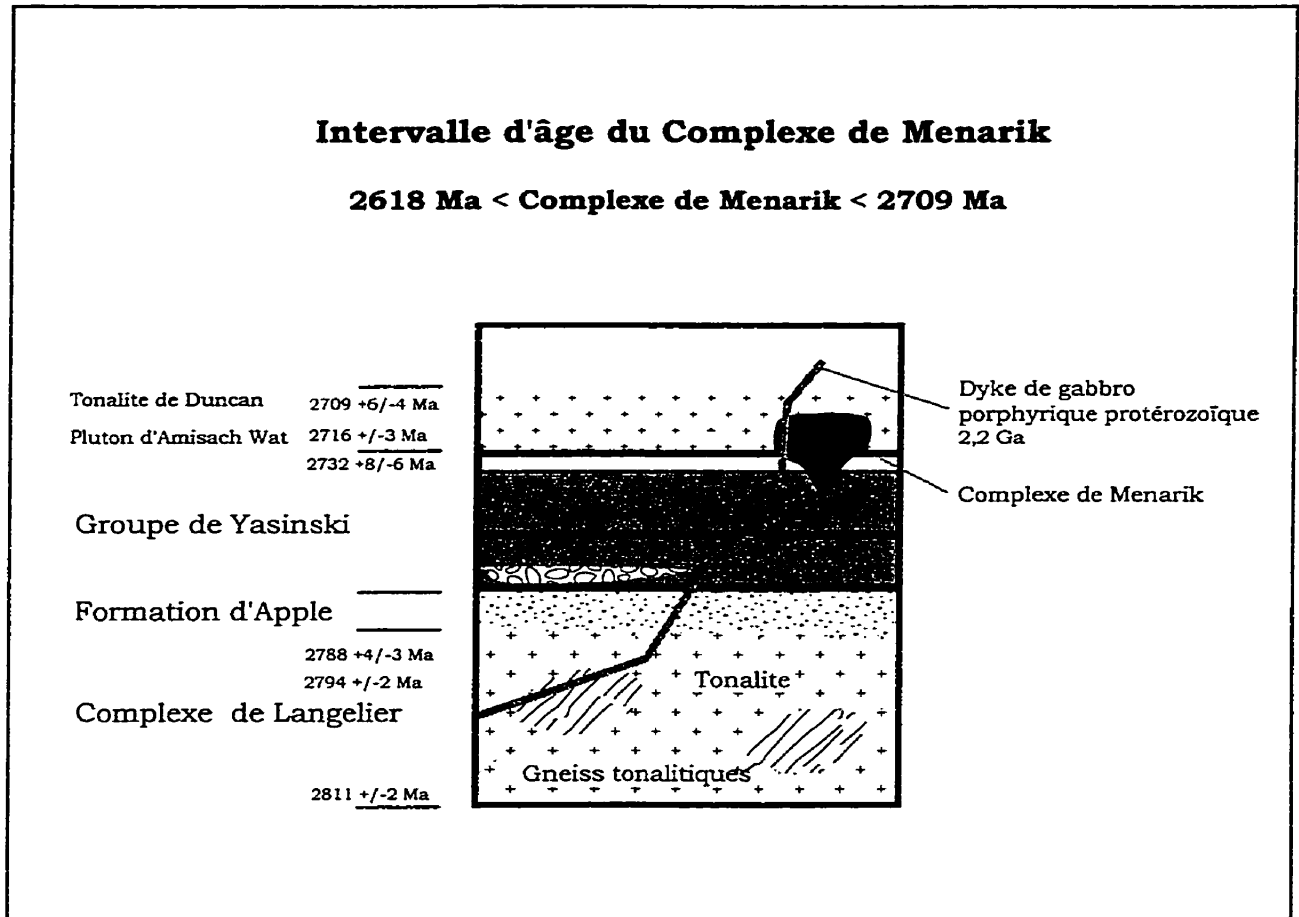 Intervalle d'âge du Complexe de Menarik
2618 Ma < Complexe de Menarik < 2709 Ma
Tonalite de Duncan 2709 +6/-4 Ma
Pluton d'Amisach Wat 2716 +/-3 Ma
2732 +8/-6 Ma
Groupe de Yasinski
Formation d'Apple
2788 +4/-3 Ma
2794 +/-2 Ma
Complexe de Langelier
2811 +/-2 Ma
Dyke de gabbro
porphyrique protérozoïque
2,2 Ga
Complexe de Menarik
Tonalite
Gneiss tonalitiques